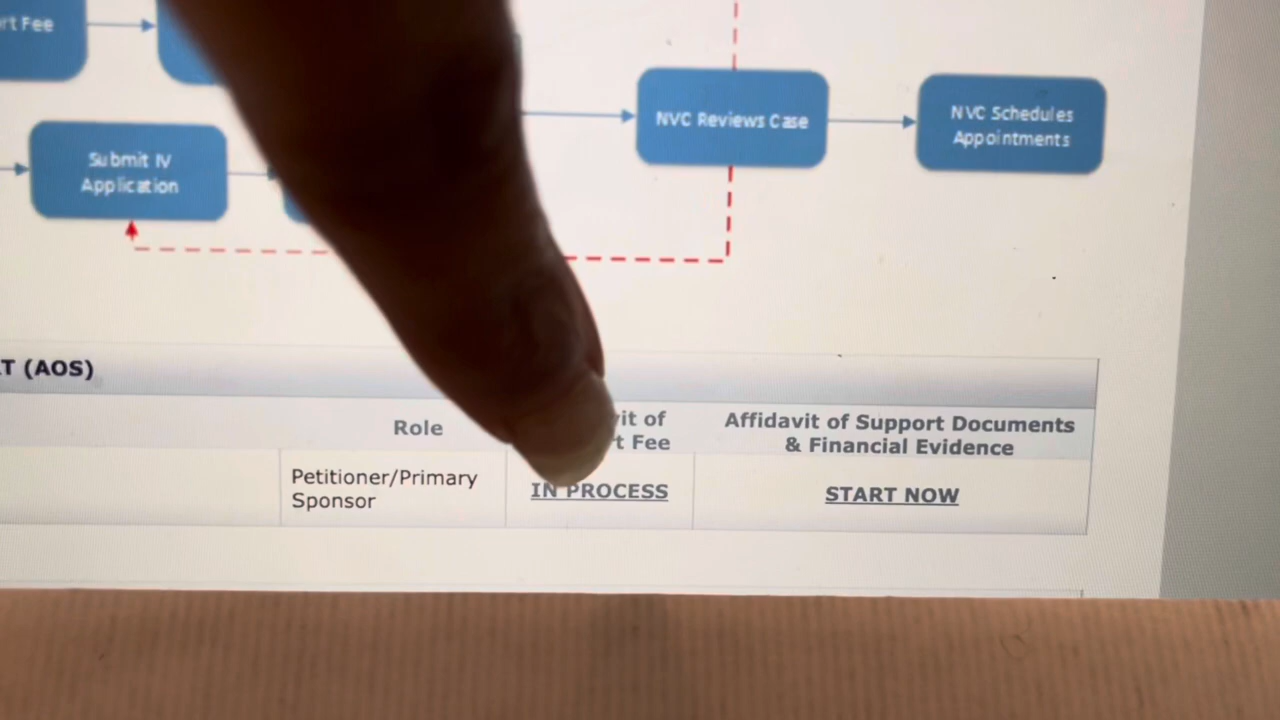 rt Fee
NVC Reviews Case
NVC Schedules
Appointments
Submit IV
Application
T (AOS)
Role
vit of
t Fee
Affidavit of Support Documents
& Financial Evidence
Petitioner/Primary
Sponsor
IN PROCESS
START NOW